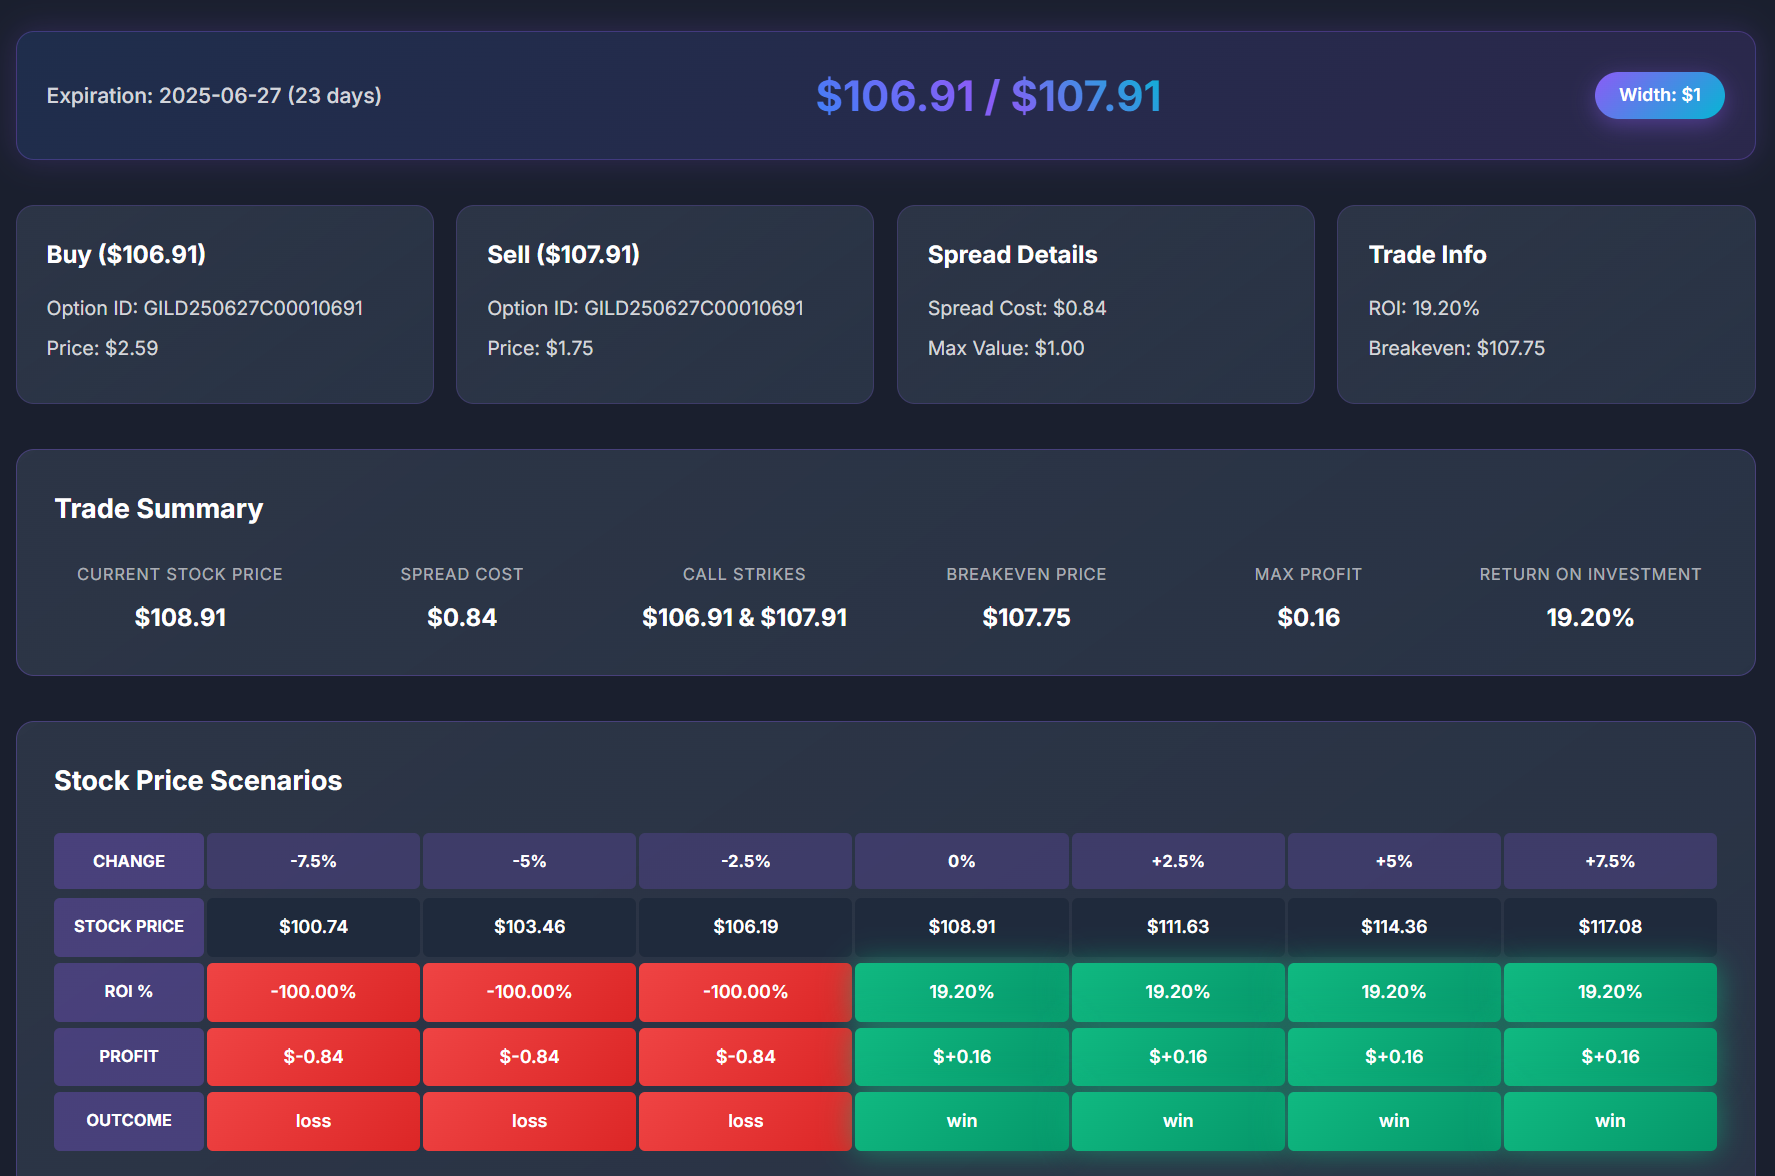 Expiration: 2025-06-27 (23 days)
$106.91 / $107.91
Width: $1
Buy ($106.91)
Option ID: GILD250627C00010691
Price: $2.59
Sell ($107.91)
Option ID: GILD250627C00010691
Price: $1.75
Spread Details
Spread Cost: $0.84
Max Value: $1.00
Trade Info
ROI: 19.20%
Breakeven: $107.75
Trade Summary
CURRENT STOCK PRICE
$108.91
SPREAD COST
$0.84
CALL STRIKES
$106.91 & $107.91
BREAKEVEN PRICE
$107.75
MAX PROFIT
$0.16
RETURN ON INVESTMENT
19.20%
Stock Price Scenarios
CHANGE -7.5% -5% -2.5% 0% +2.5% +5% +7.5%
STOCK PRICE $100.74 $103.46 $106.19 $108.91 $111.63 $114.36 $117.08
ROI % -100.00% -100.00% -100.00% 19.20% 19.20% 19.20% 19.20%
PROFIT $-0.84 $-0.84 $-0.84 $+0.16 $+0.16 $+0.16 $+0.16
OUTCOME loss loss loss win win win win